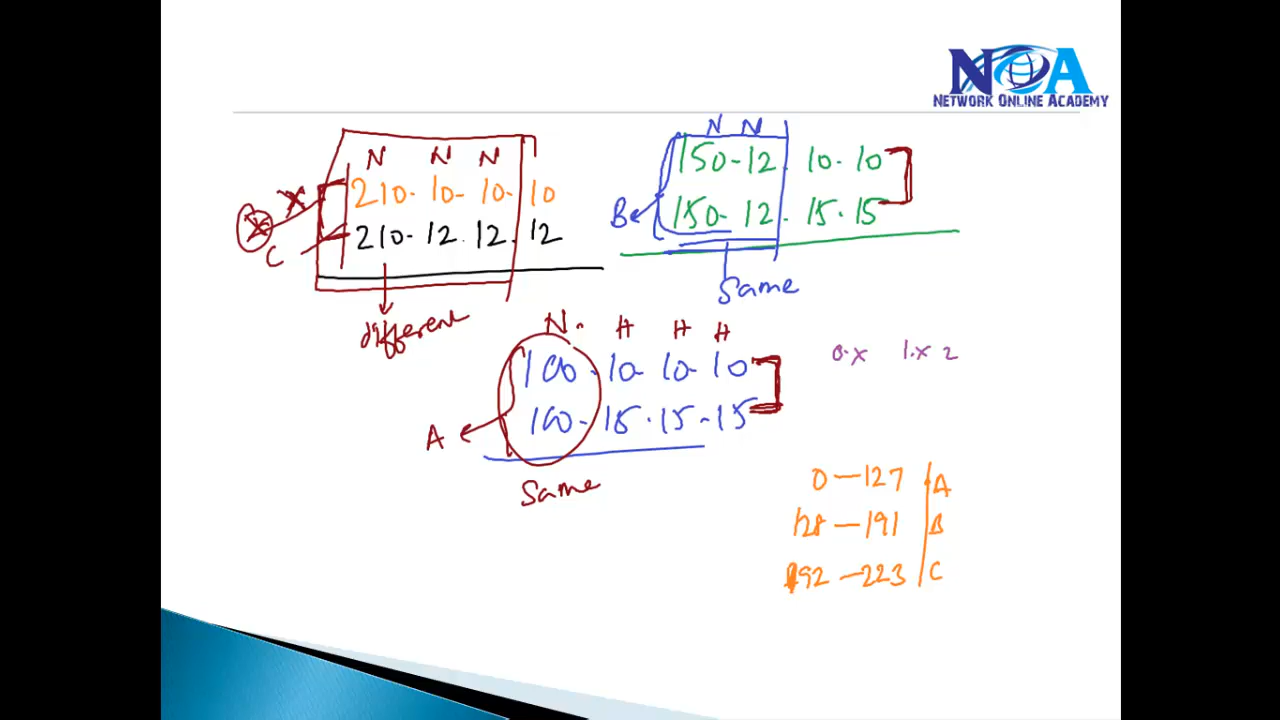 NOA
NETWORK ONLINE ACADEMY
N N N
210. 10. 10. 10
X X
210. 12. 12. 12
C
different
N N
150. 12. 10. 10
150. 12. 15. 15
B
Same
N. H H H
100. 10. 10. 10
100. 15. 15. 15
A
Same
0.X 1.X 2
0 — 127 A
128 — 191 B
192 — 223 C